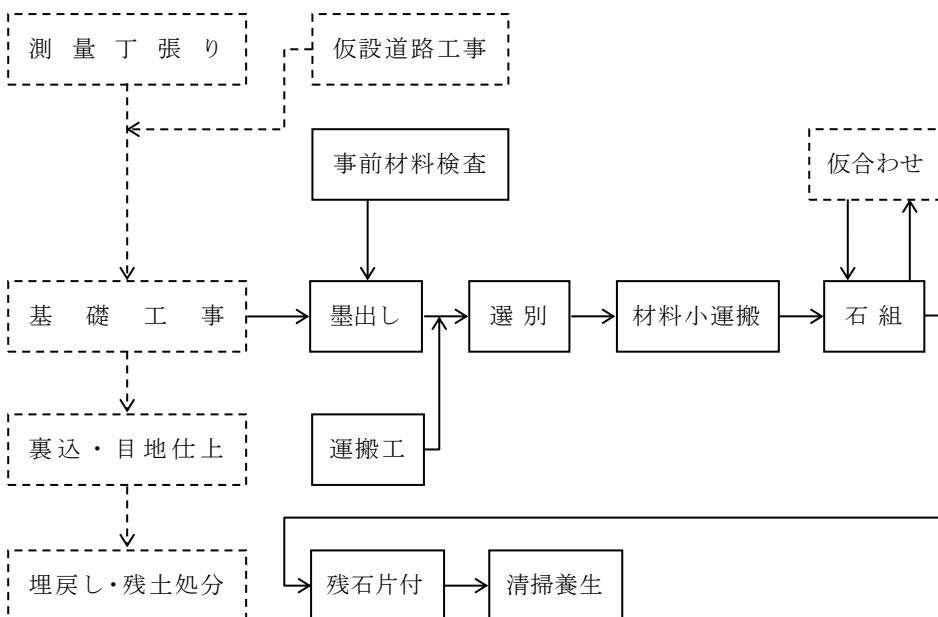 測量丁張り
仮設道路工事
事前材料検査
仮合わせ
基礎工事
墨出し
選別
材料小運搬
石組
裏込・目地仕上
運搬工
埋戻し・残土処分
残石片付
清掃養生